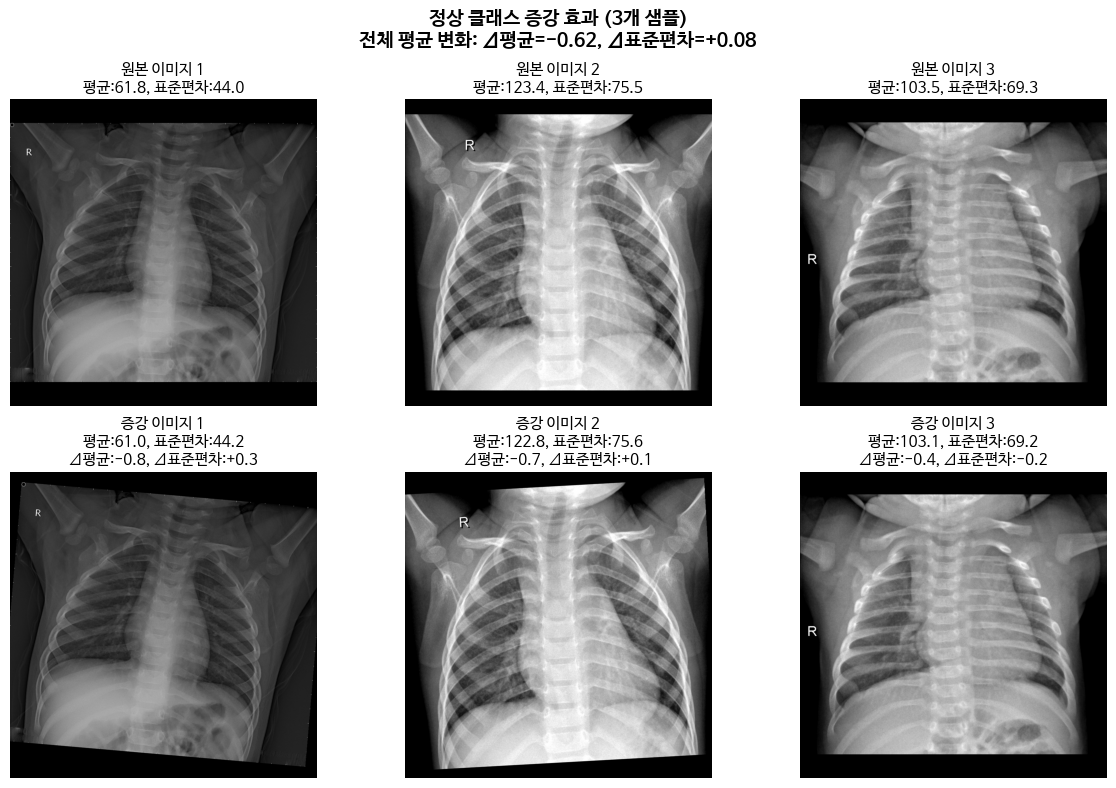 정상 클래스 증강 효과 (3개 샘플)
전체 평균 변화: ⊿평균=-0.62, ⊿표준편차=+0.08
원본 이미지 1
평균:61.8, 표준편차:44.0
원본 이미지 2
평균:123.4, 표준편차:75.5
원본 이미지 3
평균:103.5, 표준편차:69.3
R
R
R
증강 이미지 1
평균:61.0, 표준편차:44.2
⊿평균:-0.8, ⊿표준편차:+0.3
증강 이미지 2
평균:122.8, 표준편차:75.6
⊿평균:-0.7, ⊿표준편차:+0.1
증강 이미지 3
평균:103.1, 표준편차:69.2
⊿평균:-0.4, ⊿표준편차:-0.2
R
R
R